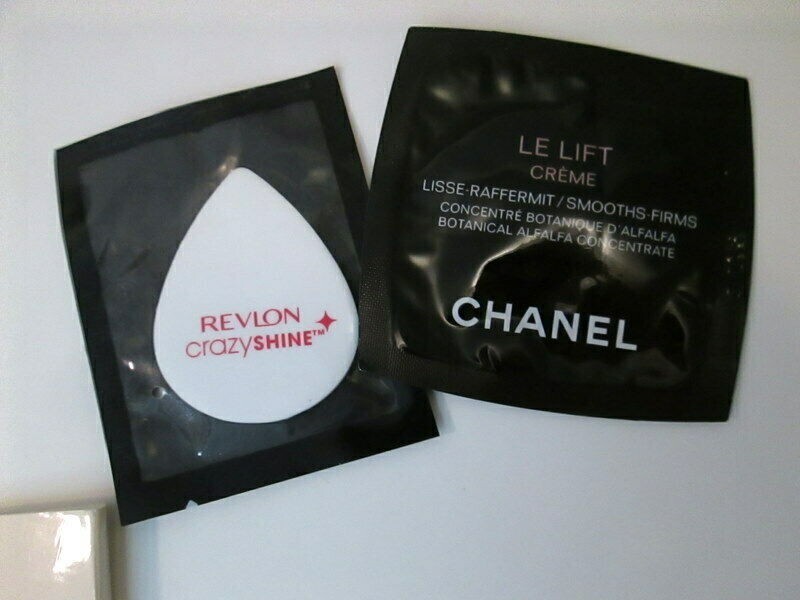 REVLON
crazySHINE™
LE LIFT
CRÈME
LISSE-RAFFERMIT/SMOOTHS-FIRMS
CONCENTRÉ BOTANIQUE D'ALFALFA
BOTANICAL ALFALFA CONCENTRATE
CHANEL